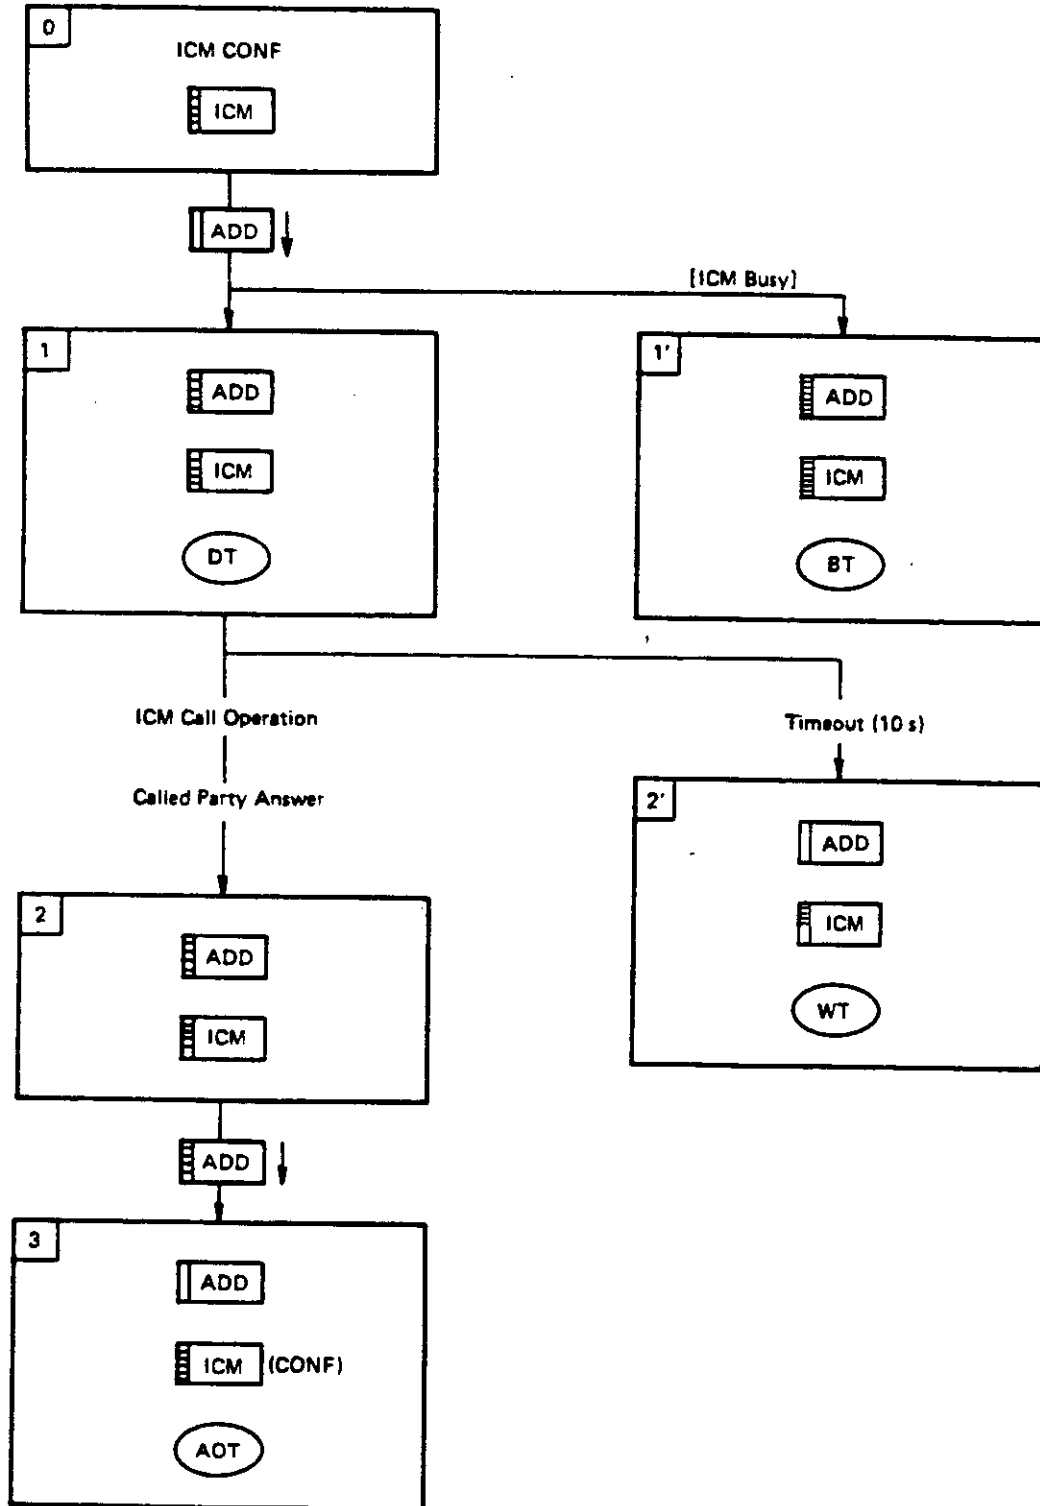 0
ICM CONF
ICM
ADD
[ICM Busy]
1
ADD
ICM
DT
1'
ADD
ICM
BT
ICM Call Operation
Called Party Answer
Timeout (10 s)
2'
ADD
ICM
WT
2
ADD
ICM
ADD
3
ADD
ICM (CONF)
AOT